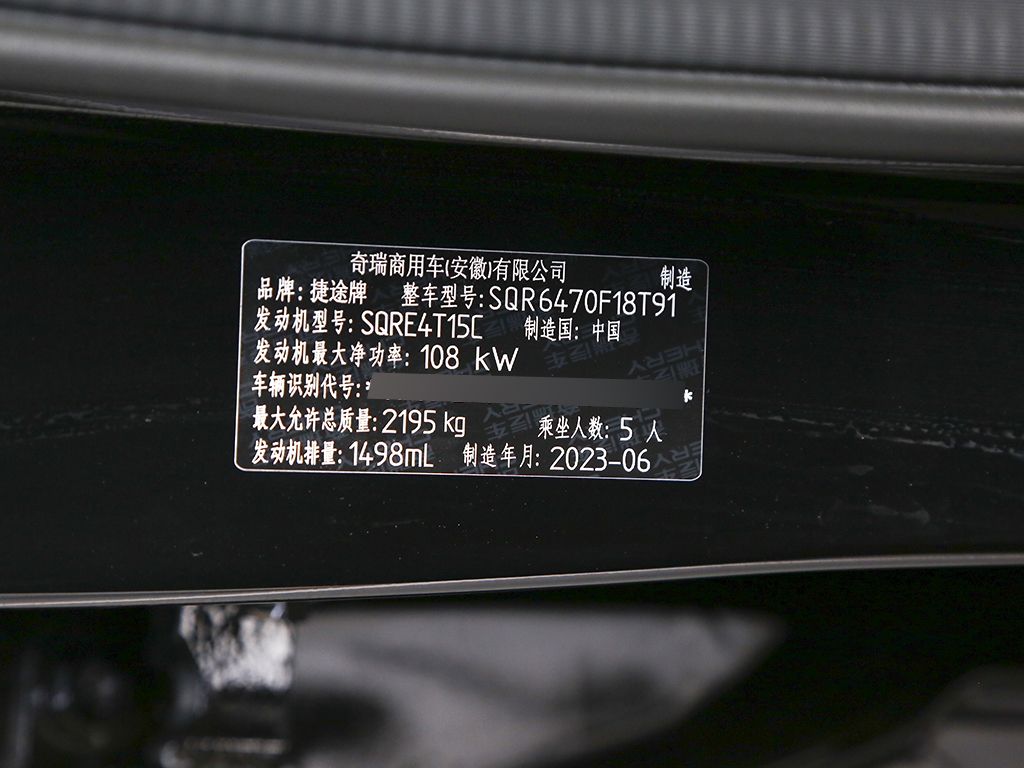 奇瑞商用车(安徽)有限公司 制造
品牌: 捷途牌 整车型号: SQR6470F18T91
发动机型号: SQRE4T15C 制造国: 中国
发动机最大净功率: 108 kW
车辆识别代号: * *
最大允许总质量: 2195 kg 乘坐人数: 5 人
发动机排量: 1498mL 制造年月: 2023-06